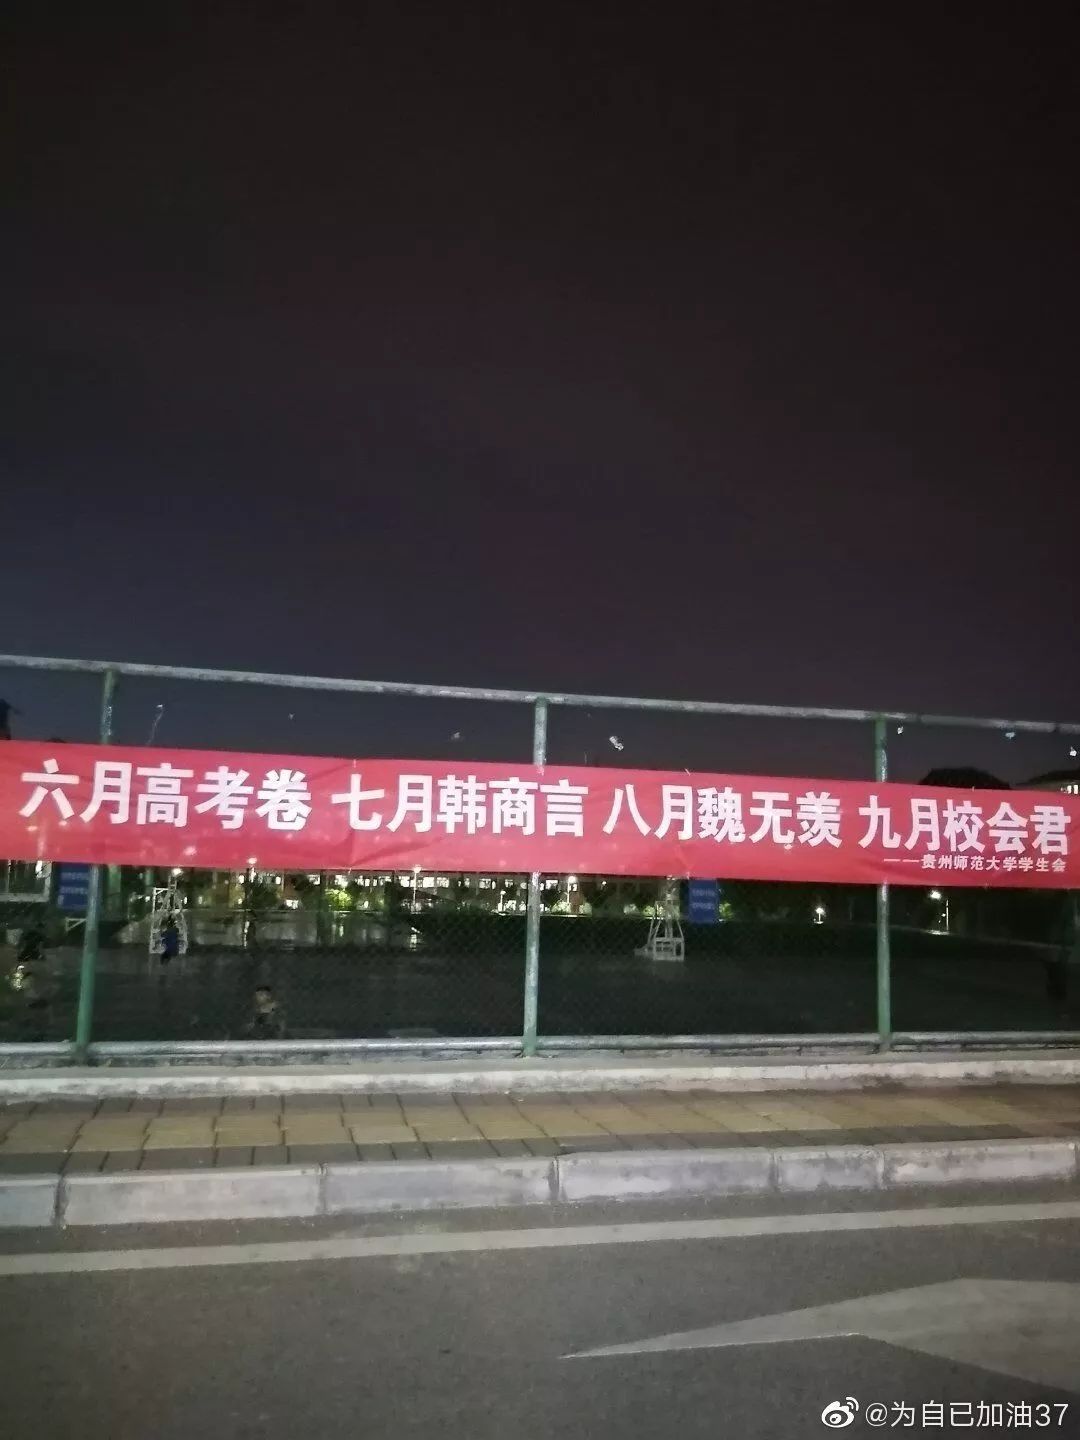 六月高考卷 七月韩商言 八月魏无羡 九月校会君
——贵州师范大学学生会
@为自已加油37